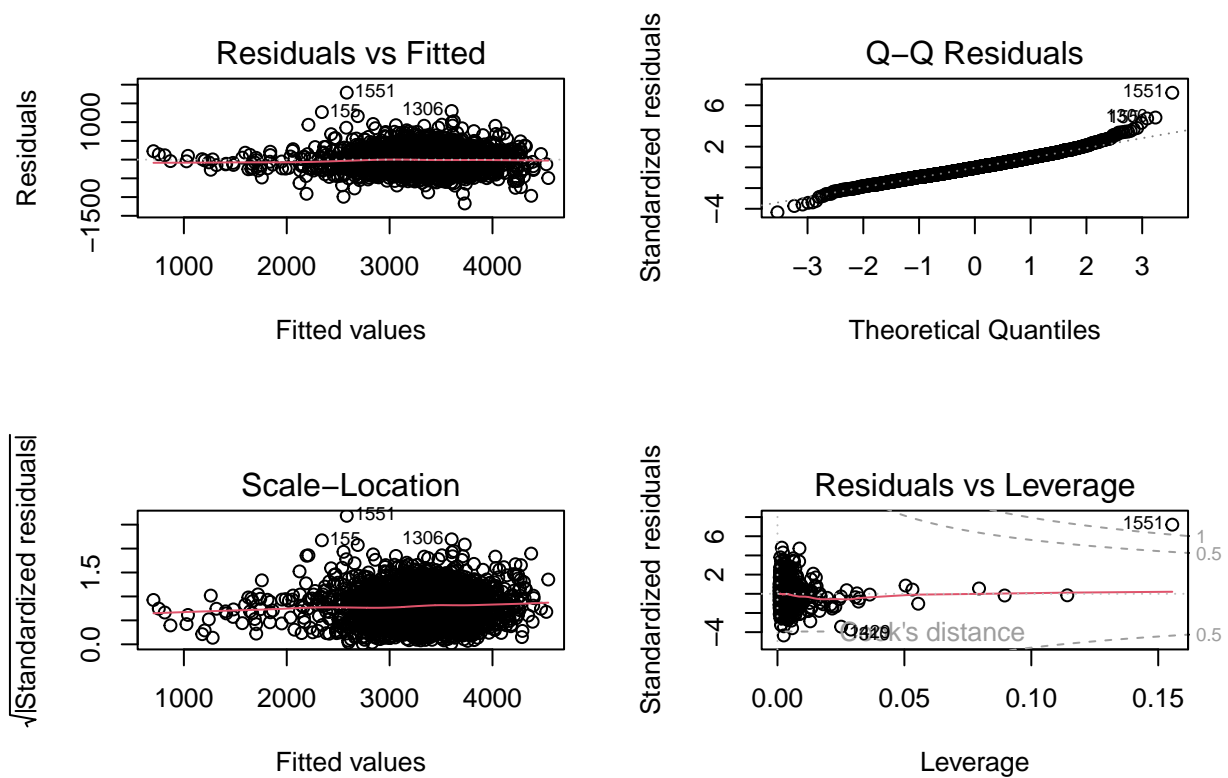 Residuals vs Fitted
Residuals
1000
−1500
1551
155
1306
1000 2000 3000 4000
Fitted values
Q−Q Residuals
Standardized residuals
6
2
−4
1551
−3 −2 −1 0 1 2 3
Theoretical Quantiles
Scale−Location
√|Standardized residuals|
1.5
0.0
1551
155
1306
1000 2000 3000 4000
Fitted values
Residuals vs Leverage
Standardized residuals
6
2
−4
1551
1
0.5
0.5
Cook's distance
0.00 0.05 0.10 0.15
Leverage